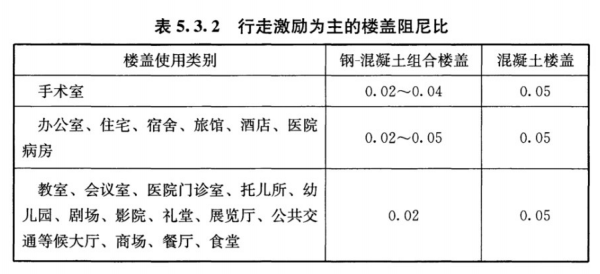 表 5.3.2 行走激励为主的楼盖阻尼比
楼盖使用类别 钢-混凝土组合楼盖 混凝土楼盖
手术室 0.02～0.04 0.05
办公室、住宅、宿舍、旅馆、酒店、医院
病房 0.02～0.05 0.05
教室、会议室、医院门诊室、托儿所、幼
儿园、剧场、影院、礼堂、展览厅、公共交 0.02 0.05
通等候大厅、商场、餐厅、食堂